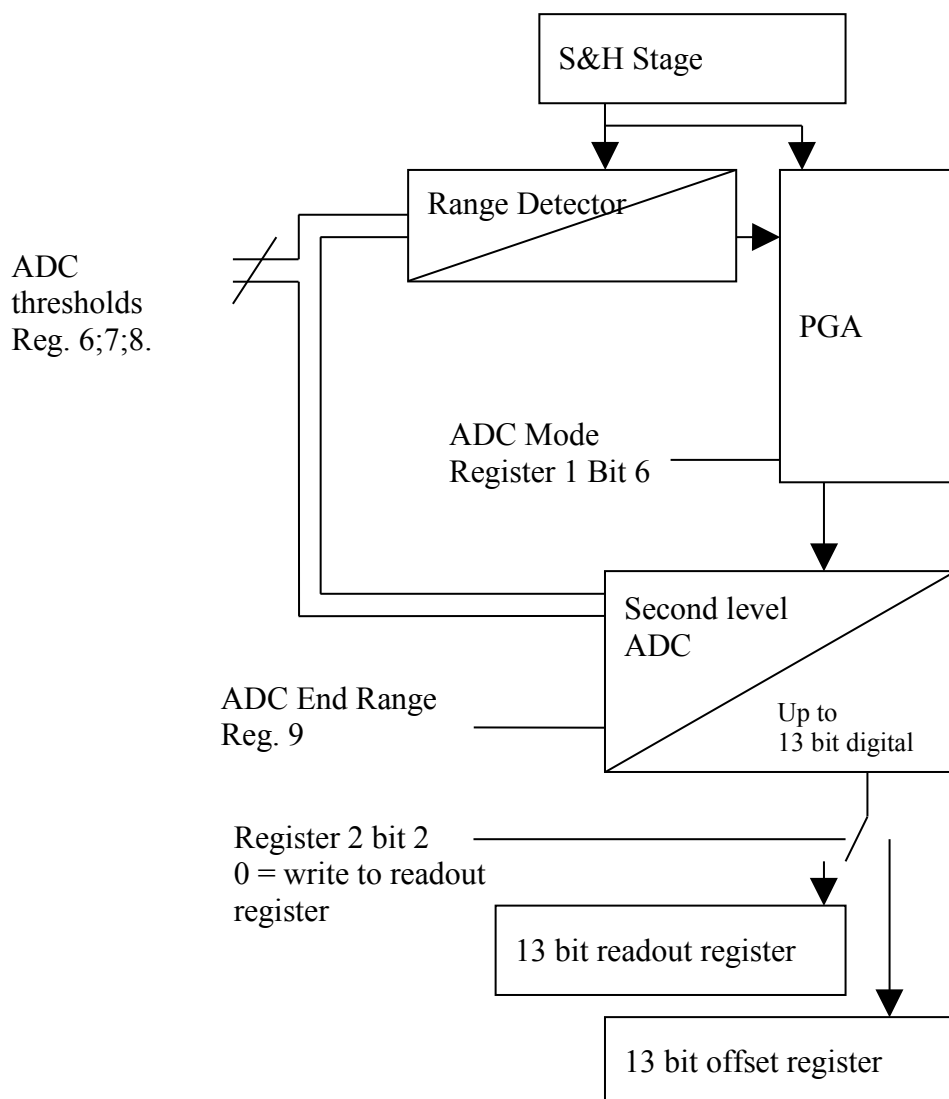 S&H Stage
Range Detector
ADC
thresholds
Reg. 6;7;8.
PGA
ADC Mode
Register 1 Bit 6
Second level
ADC
ADC End Range
Reg. 9
Up to
13 bit digital
Register 2 bit 2
0 = write to readout
register
13 bit readout register
13 bit offset register